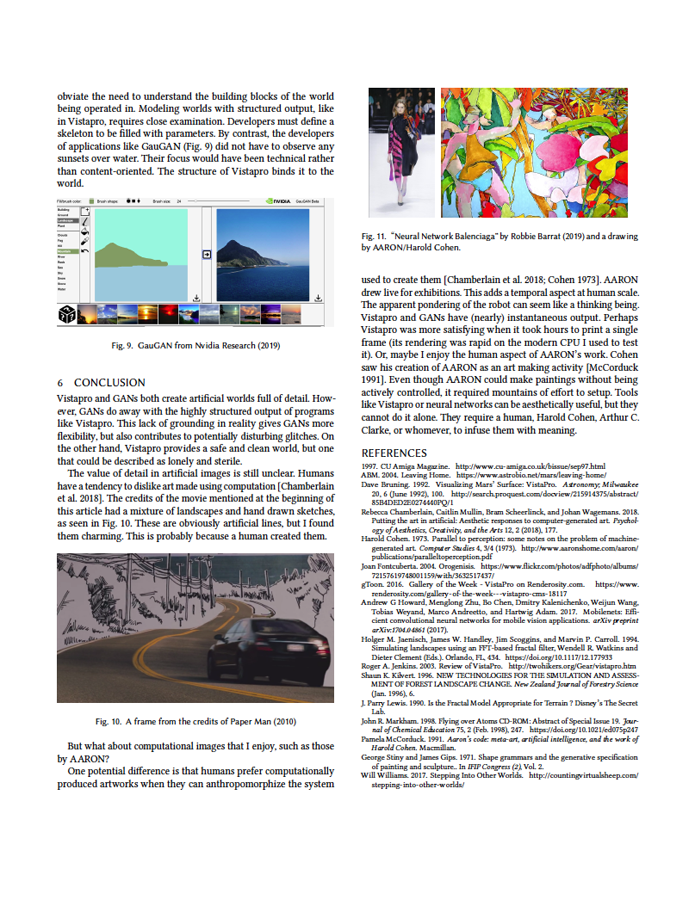 obviate the need to understand the building blocks of the world
being operated in. Modeling worlds with structured output, like
in Vistapro, requires close examination. Developers must define a
skeleton to be filled with parameters. By contrast, the developers
of applications like GauGAN (Fig. 9) did not have to observe any
sunsets over water. Their focus would have been technical rather
than content-oriented. The structure of Vistapro binds it to the
world.
Brush shape:
Brush size: 24
NVIDIA GauGAN Beta
Fig. 9. GauGAN from Nvidia Research (2019)
6 CONCLUSION
Vistapro and GANs both create artificial worlds full of detail. How-
ever, GANs do away with the highly structured output of programs
like Vistapro. This lack of grounding in reality gives GANs more
flexibility, but also contributes to potentially disturbing glitches. On
the other hand, Vistapro provides a safe and clean world, but one
that could be described as lonely and sterile.
The value of detail in artificial images is still unclear. Humans
have a tendency to dislike art made using computation [Chamberlain
et al. 2018]. The credits of the movie mentioned at the beginning of
this article had a mixture of landscapes and hand drawn sketches,
as seen in Fig. 10. These are obviously artificial lines, but I found
them charming. This is probably because a human created them.
Fig. 10. A frame from the credits of Paper Man (2010)
But what about computational images that I enjoy, such as those
by AARON?
One potential difference is that humans prefer computationally
produced artworks when they can anthropomorphize the system
Fig. 11. "Neural Network Balenciaga" by Robbie Barrat (2019) and a drawing
by AARON/Harold Cohen.
used to create them [Chamberlain et al. 2018; Cohen 1973]. AARON
drew live for exhibitions. This adds a temporal aspect at human scale.
The apparent pondering of the robot can seem like a thinking being.
Vistapro and GANs have (nearly) instantaneous output. Perhaps
Vistapro was more satisfying when it took hours to print a single
frame (its rendering was rapid on the modern CPU I used to test
it). Or, maybe I enjoy the human aspect of AARON's work. Cohen
saw his creation of AARON as an art making activity [McCorduck
1991]. Even though AARON could make paintings without being
actively controlled, it required mountains of effort to setup. Tools
like Vistapro or neural networks can be aesthetically useful, but they
cannot do it alone. They require a human, Harold Cohen, Arthur C.
Clarke, or whomever, to infuse them with meaning.
REFERENCES
1997. CU Amiga Magazine. http://www.cu-amiga.co.uk/bissue/sep97.html
ABM. 2004. Leaving Home. https://www.astrobio.net/mars/leaving-home/
Dave Bruning. 1992. Visualizing Mars' Surface: VistaPro. Astronomy; Milwaukee
20, 6 (June 1992), 100. http://search.proquest.com/docview/215914375/abstract/
85B4DED2E0274440PQ/1
Rebecca Chamberlain, Caitlin Mullin, Bram Scheerlinck, and Johan Wagemans. 2018.
Putting the art in artificial: Aesthetic responses to computer-generated art. Psychol-
ogy of Aesthetics, Creativity, and the Arts 12, 2 (2018), 177.
Harold Cohen. 1973. Parallel to perception: some notes on the problem of machine-
generated art. Computer Studies 4, 3/4 (1973). http://www.aaronshome.com/aaron/
publications/paralleltoperception.pdf
Joan Fontcuberta. 2004. Orogenisis. https://www.flickr.com/photos/adfphoto/albums/
72157619748001159/with/3632517437/
gToon. 2016. Gallery of the Week - VistaPro on Renderosity.com. https://www.
renderosity.com/gallery-of-the-week---vistapro-cms-18117
Andrew G Howard, Menglong Zhu, Bo Chen, Dmitry Kalenichenko, Weijun Wang,
Tobias Weyand, Marco Andreetto, and Hartwig Adam. 2017. Mobilenets: Effi-
cient convolutional neural networks for mobile vision applications. arXiv preprint
arXiv:1704.04861 (2017).
Holger M. Jaenisch, James W. Handley, Jim Scoggins, and Marvin P. Carroll. 1994.
Simulating landscapes using an FFT-based fractal filter, Wendell R. Watkins and
Dieter Clement (Eds.). Orlando, FL, 434. https://doi.org/10.1117/12.177933
Roger A. Jenkins. 2003. Review of VistaPro. http://twohikers.org/Gear/vistapro.htm
Shaun K. Kilvert. 1996. NEW TECHNOLOGIES FOR THE SIMULATION AND ASSESS-
MENT OF FOREST LANDSCAPE CHANGE. New Zealand Journal of Forestry Science
(Jan. 1996), 6.
J. Parry Lewis. 1990. Is the Fractal Model Appropriate for Terrain ? Disney's The Secret
Lab.
John R. Markham. 1998. Flying over Atoms CD-ROM: Abstract of Special Issue 19. Jour-
nal of Chemical Education 75, 2 (Feb. 1998), 247. https://doi.org/10.1021/ed075p247
Pamela McCorduck. 1991. Aaron's code: meta-art, artificial intelligence, and the work of
Harold Cohen. Macmillan.
George Stiny and James Gips. 1971. Shape grammars and the generative specification
of painting and sculpture.. In IFIP Congress (2), Vol. 2.
Will Williams. 2017. Stepping Into Other Worlds. http://countingvirtualsheep.com/
stepping-into-other-worlds/